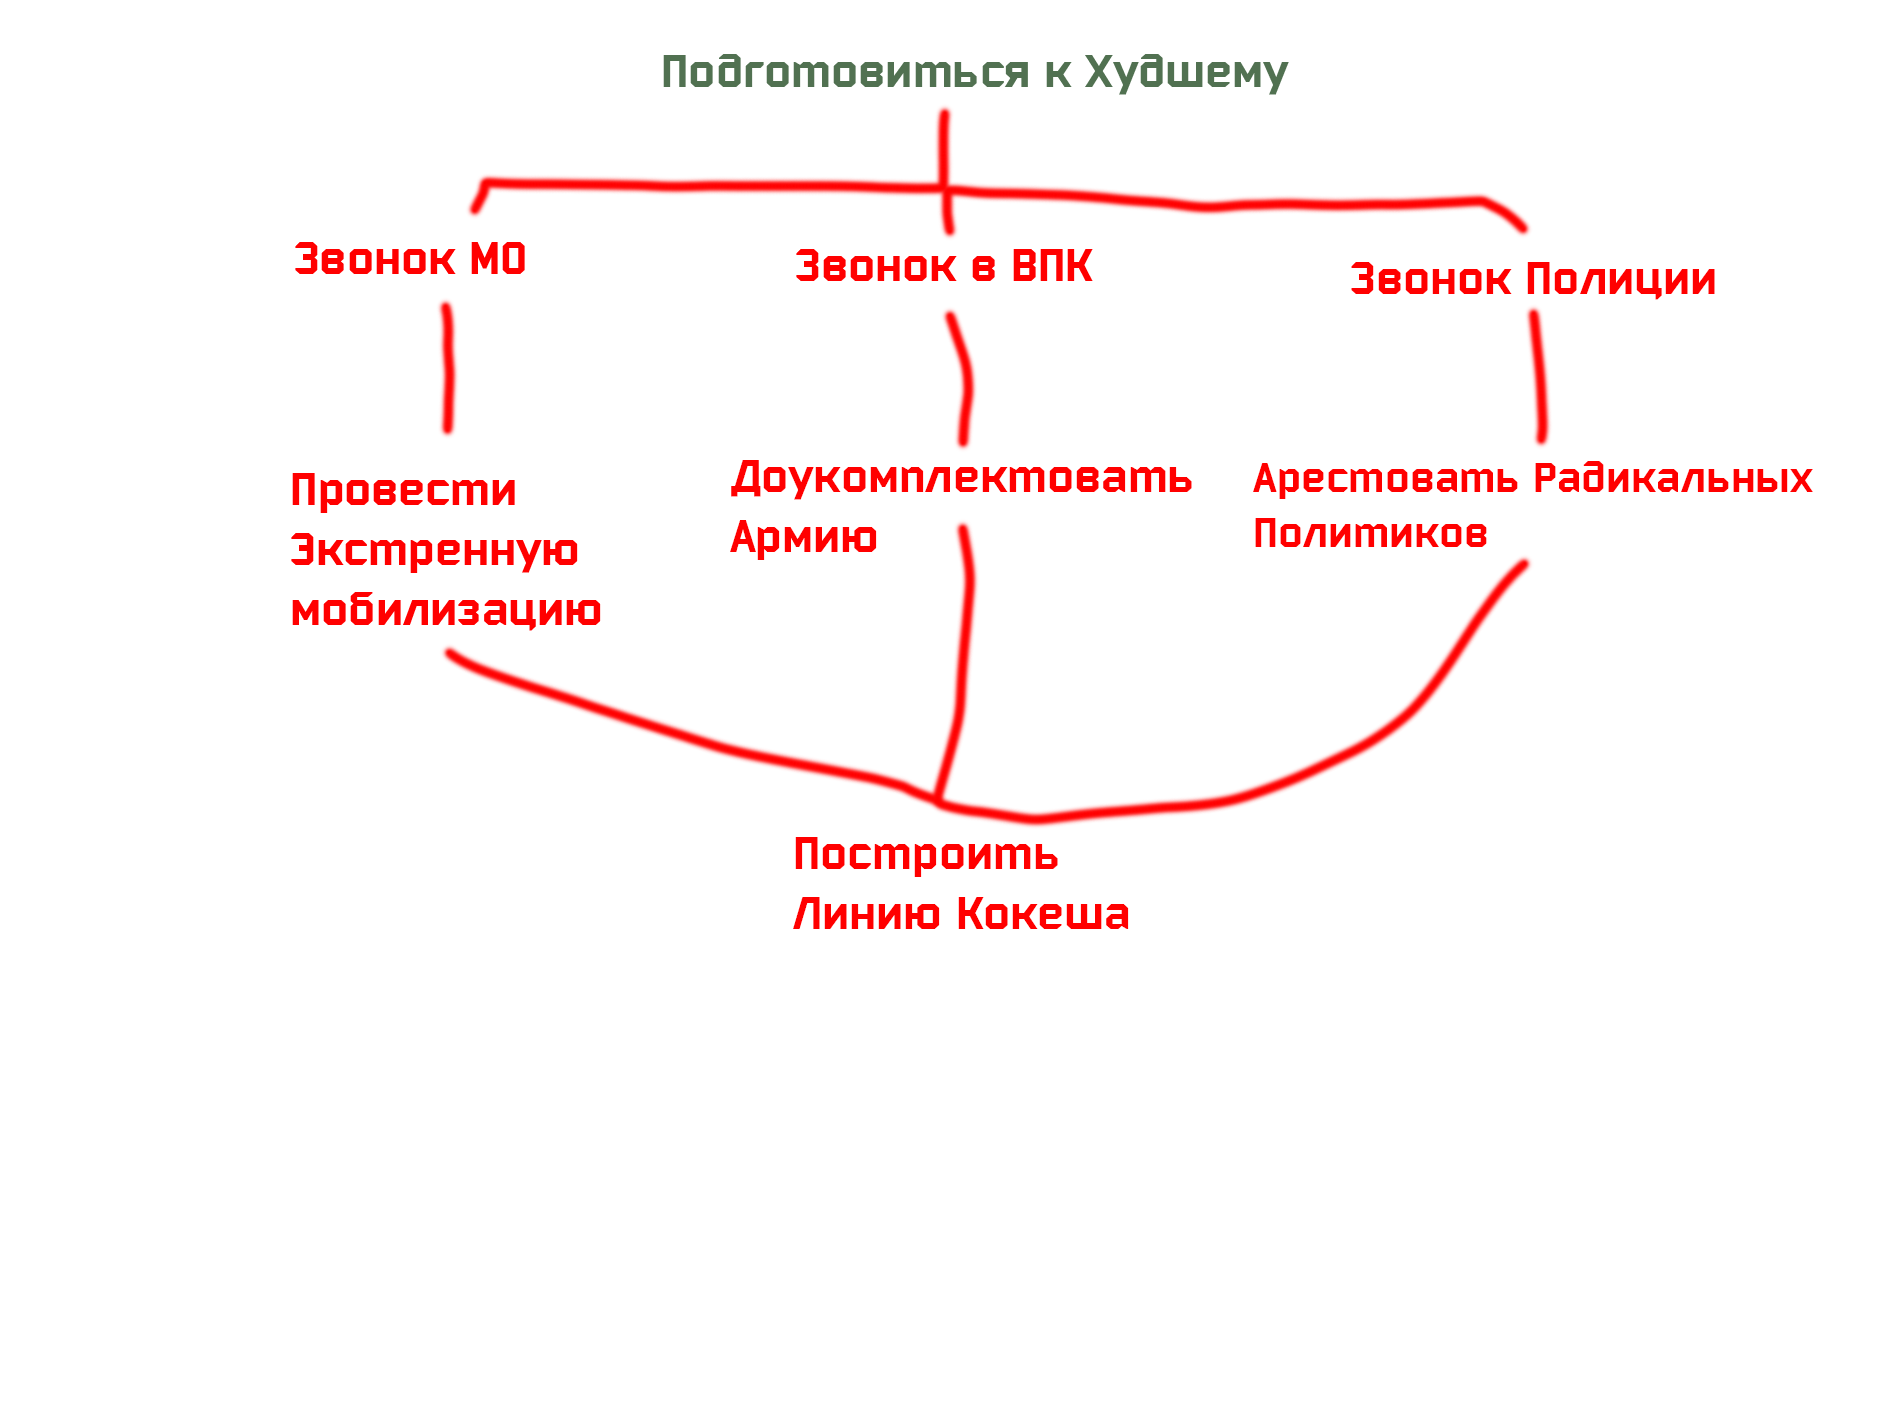 Подготовиться к Худшему
Звонок МО
Звонок в ВПК
Звонок Полиции
Провести
Экстренную
мобилизацию
Доукомплектовать
Армию
Арестовать Радикальных
Политиков
Построить
Линию Кокеша